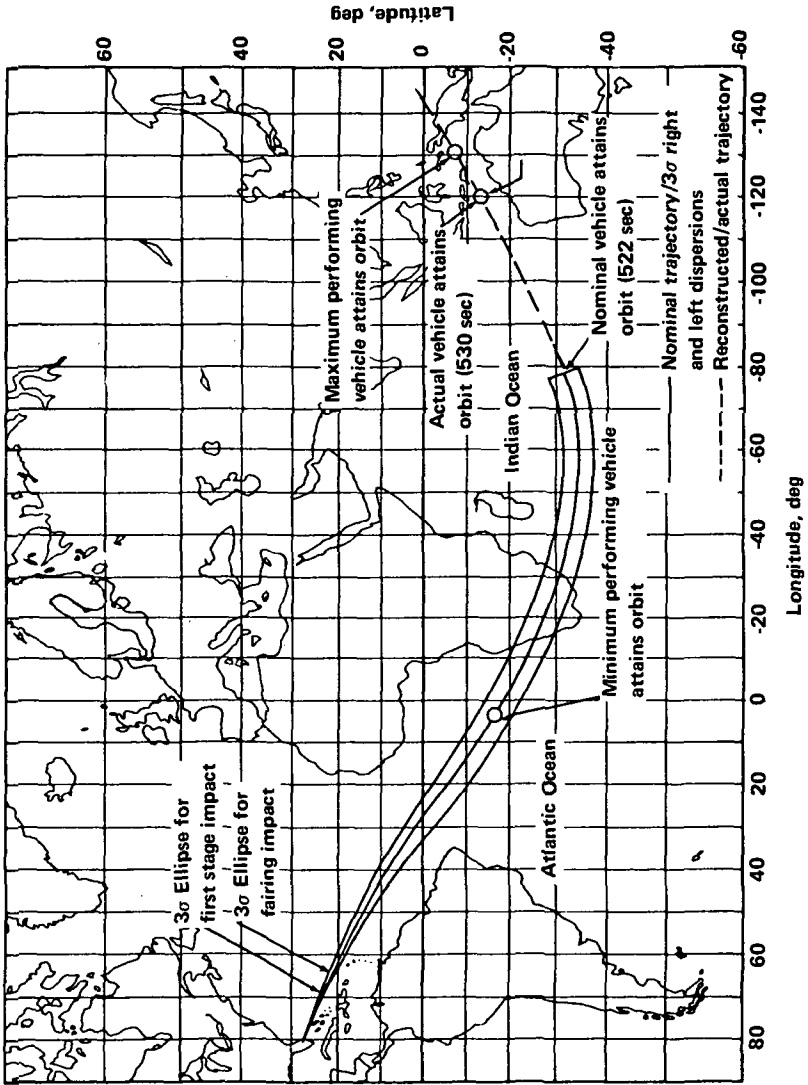 Latitude, deg
60
40
20
0
-20
-40
-60
3σ Ellipse for
first stage impact
3σ Ellipse for
fairing impact
Maximum performing
vehicle attains orbit
Actual vehicle attains
orbit (530 sec)
Indian Ocean
Nominal vehicle attains
orbit (522 sec)
Minimum performing vehicle
attains orbit
Atlantic Ocean
Nominal trajectory/3σ right
and left dispersions
Reconstructed/actual trajectory
80
60
40
20
0
-20
-40
-60
-80
-100
-120
-140
Longitude, deg